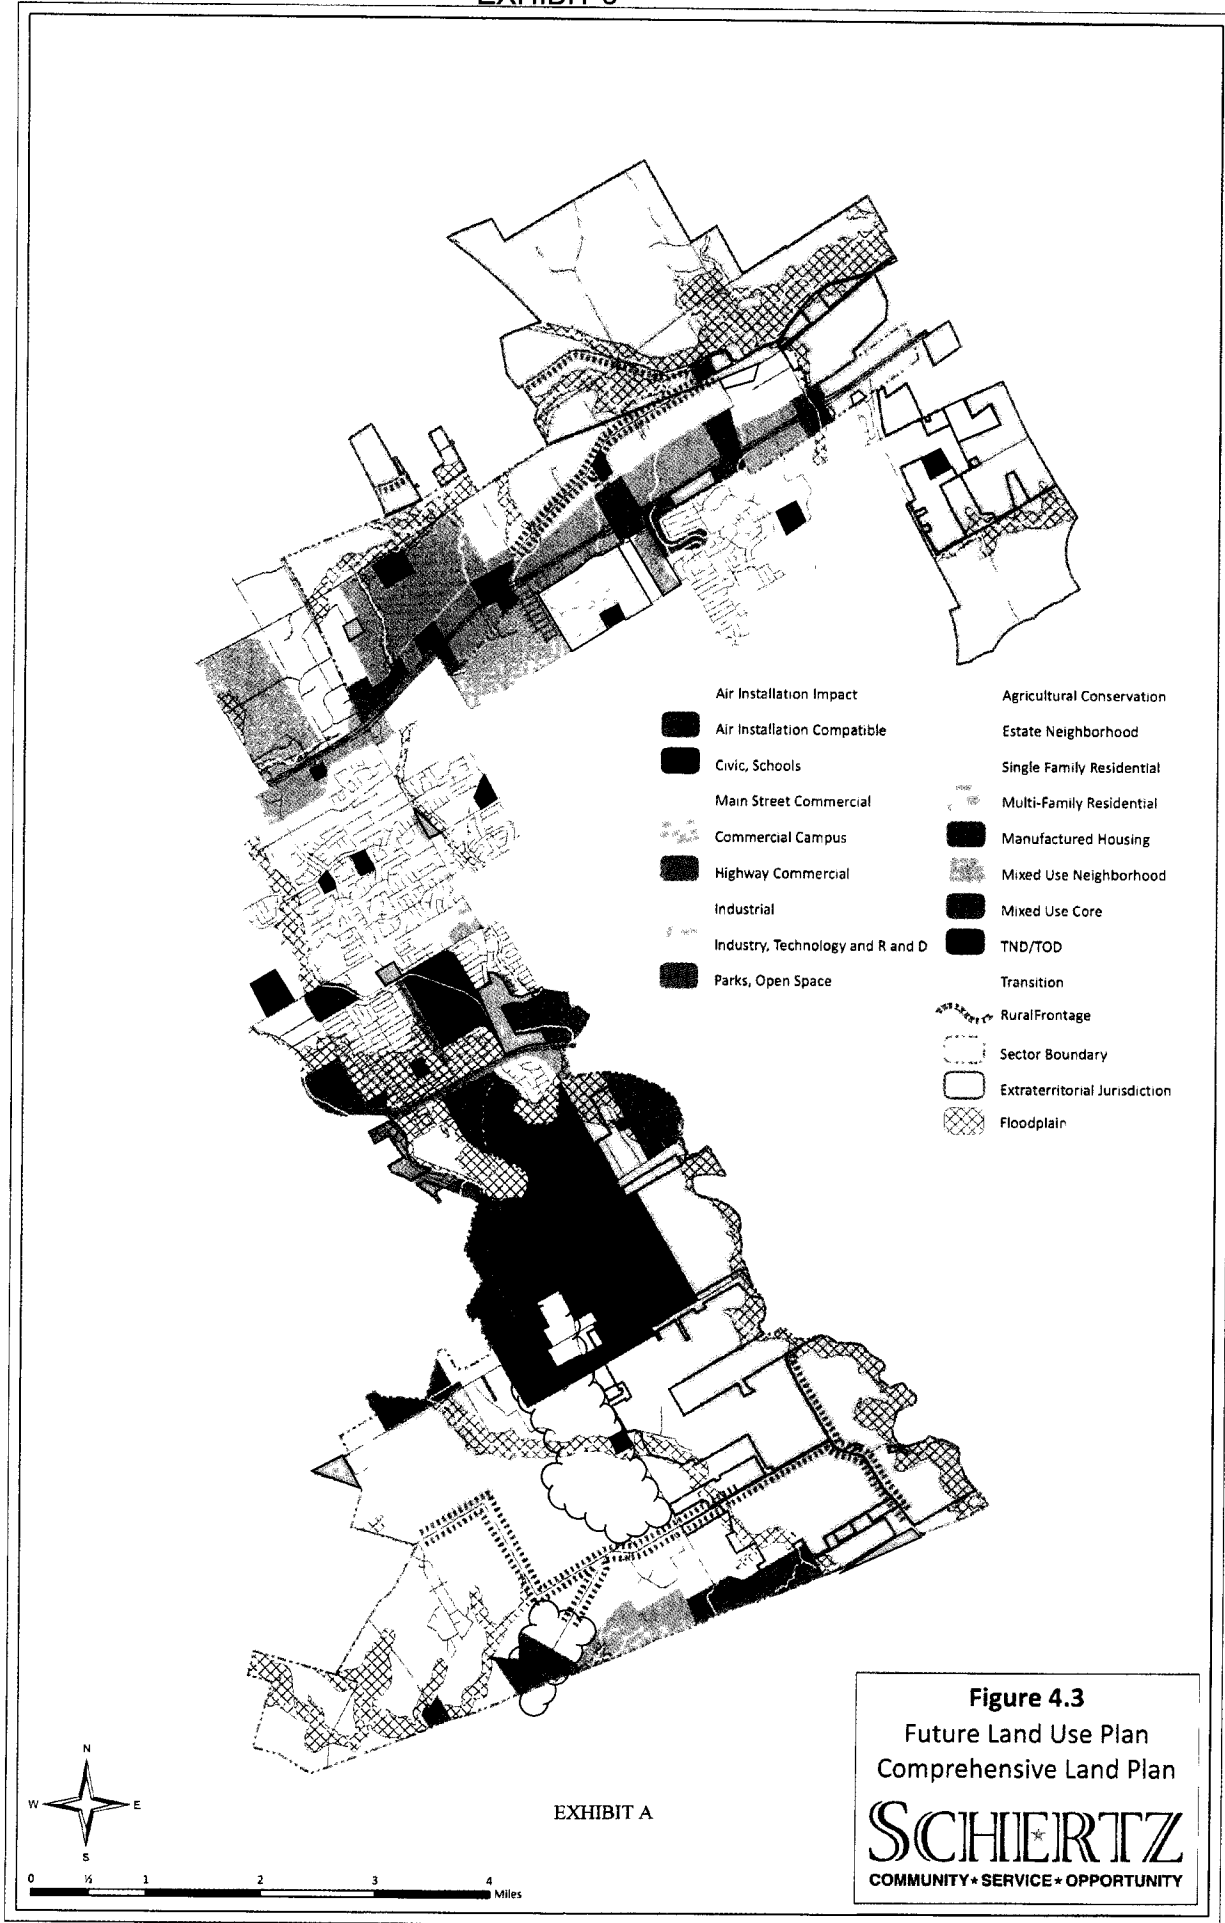 Air Installation Impact
Air Installation Compatible
Civic, Schools
Main Street Commercial
Commercial Campus
Highway Commercial
Industrial
Industry, Technology and R and D
Parks, Open Space
Agricultural Conservation
Estate Neighborhood
Single Family Residential
Multi-Family Residential
Manufactured Housing
Mixed Use Neighborhood
Mixed Use Core
TND/TOD
Transition
RuralFrontage
Sector Boundary
Extraterritorial Jurisdiction
Floodplain
Figure 4.3
Future Land Use Plan
Comprehensive Land Plan
SCHERTZ
COMMUNITY★SERVICE★OPPORTUNITY
N
W E
S
EXHIBIT A
0 ½ 1 2 3 4
Miles